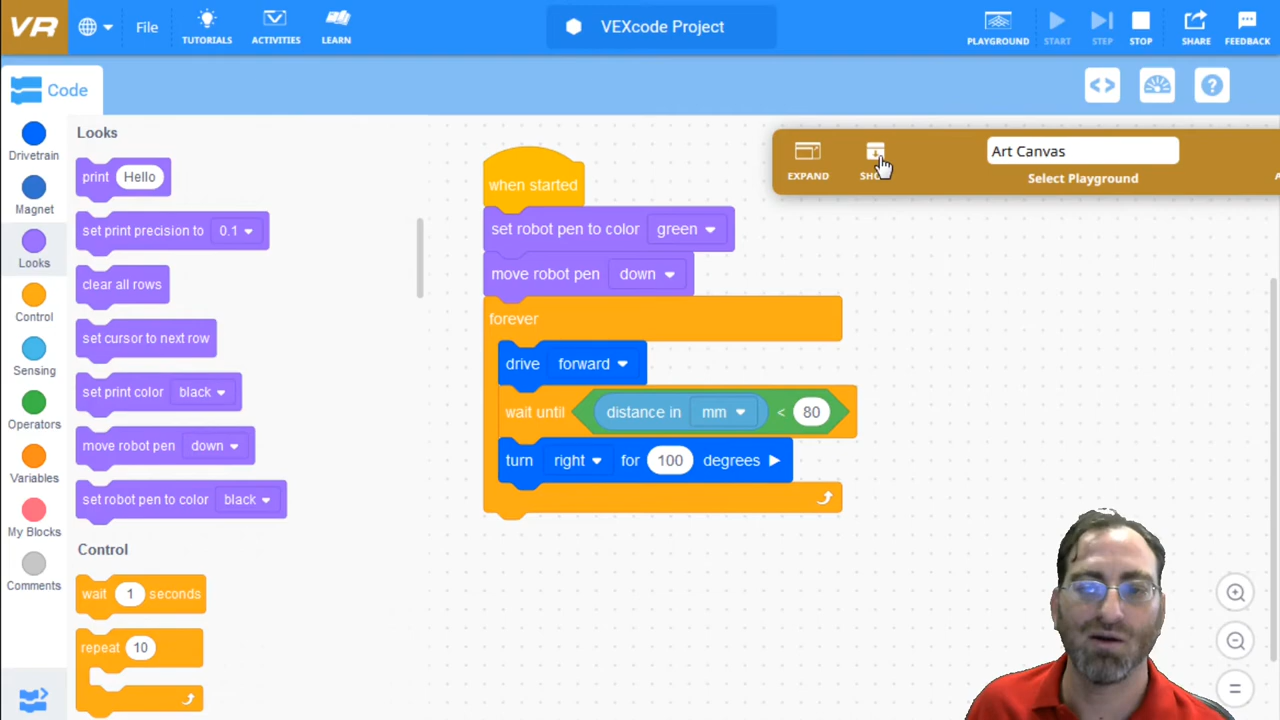 VR
File
TUTORIALS
ACTIVITIES
LEARN
VEXcode Project
PLAYGROUND
START
STEP
STOP
SHARE
FEEDBACK
Code
Drivetrain
Magnet
Looks
Control
Sensing
Operators
Variables
My Blocks
Comments
Looks
print Hello
set print precision to 0.1
clear all rows
set cursor to next row
set print color black
move robot pen down
set robot pen to color black
Control
wait 1 seconds
repeat 10
when started
set robot pen to color green
move robot pen down
forever
drive forward
wait until distance in mm < 80
turn right for 100 degrees
EXPAND
Art Canvas
Select Playground